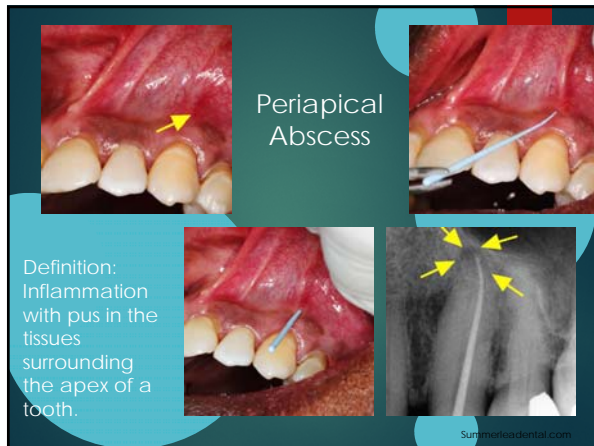 Periapical
Abscess
Definition:
Inflammation
with pus in the
tissues
surrounding
the apex of a
tooth.
Summerleadental.com